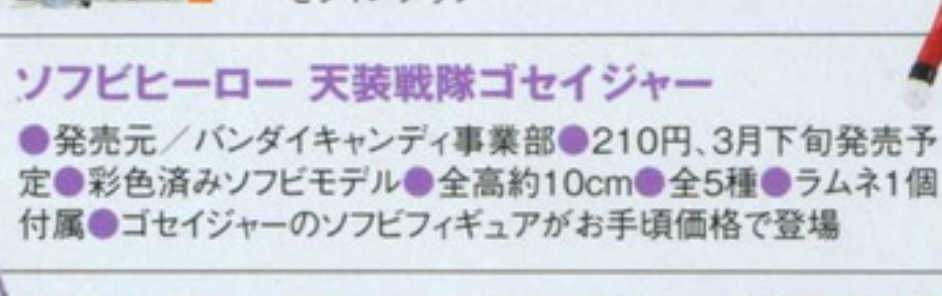 ソフビヒーロー 天装戦隊ゴセイジャー
●発売元／バンダイキャンディ事業部●210円、3月下旬発売予
定●彩色済みソフビモデル●全高約10cm●全5種●ラムネ1個
付属●ゴセイジャーのソフビフィギュアがお手頃価格で登場